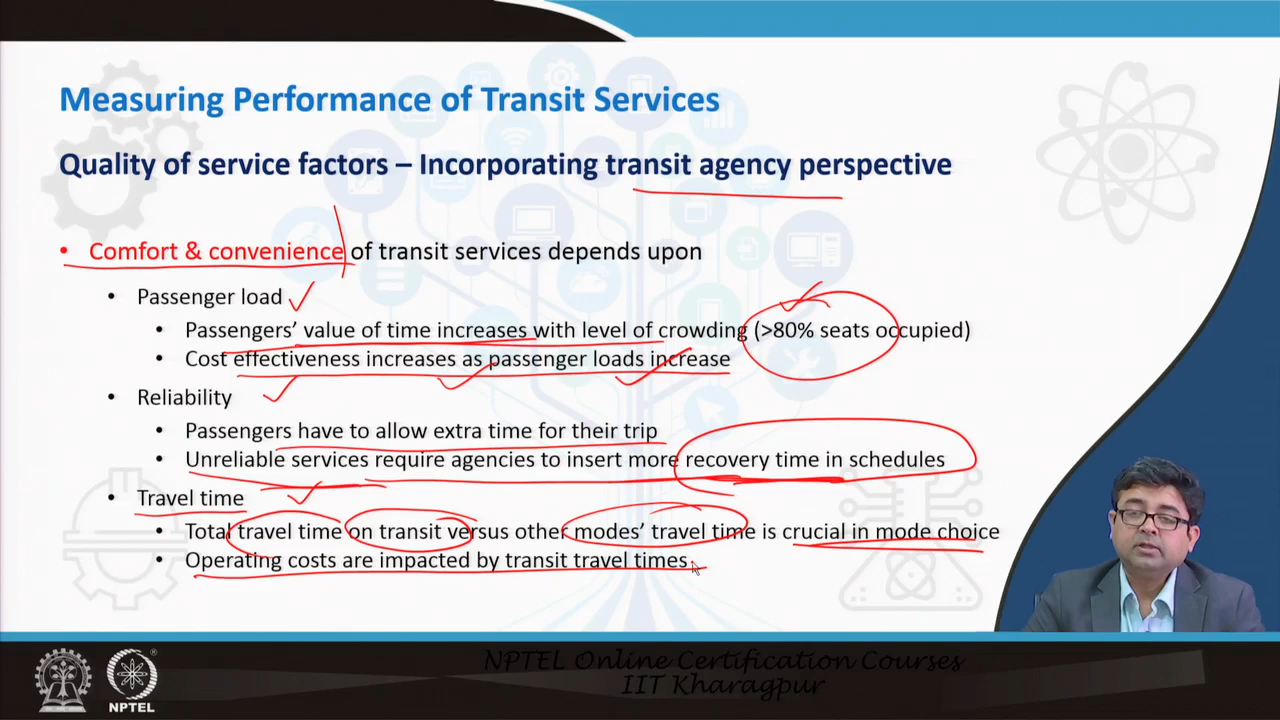 Measuring Performance of Transit Services
Quality of service factors – Incorporating transit agency perspective
• Comfort & convenience of transit services depends upon
• Passenger load
• Passengers' value of time increases with level of crowding (>80% seats occupied)
• Cost effectiveness increases as passenger loads increase
• Reliability
• Passengers have to allow extra time for their trip
• Unreliable services require agencies to insert more recovery time in schedules
• Travel time
• Total travel time on transit versus other modes' travel time is crucial in mode choice
• Operating costs are impacted by transit travel times
NPTEL Online Certification Courses
IIT Kharagpur
NPTEL